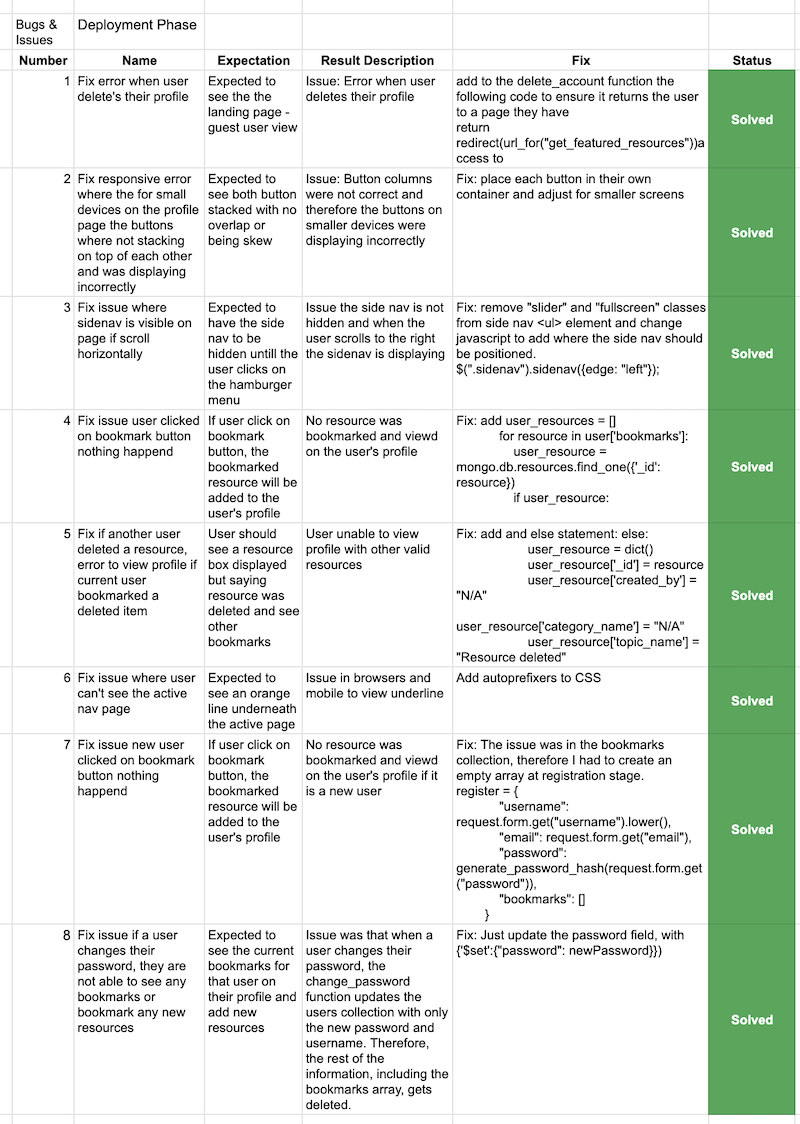 Bugs &
Issues
Deployment Phase
Number
Name
Expectation
Result Description
Fix
Status
1
Fix error when user
delete's their profile
Expected to
see the the
landing page -
guest user view
Issue: Error when user
deletes their profile
add to the delete_account function the
following code to ensure it returns the user
to a page they have
return
redirect(url_for("get_featured_resources"))a
ccess to
Solved
2
Fix responsive error
where the for small
devices on the profile
page the buttons
where not stacking
on top of each other
and was displaying
incorrectly
Expected to
see both button
stacked with no
overlap or
being skew
Issue: Button columns
were not correct and
therefore the buttons on
smaller devices were
displaying incorrectly
Fix: place each button in their own
container and adjust for smaller screens
Solved
3
Fix issue where
sidenav is visible on
page if scroll
horizontally
Expected to
have the side
nav to be
hidden untill the
user clicks on
the hamburger
menu
Issue the side nav is not
hidden and when the
user scrolls to the right
the sidenav is displaying
Fix: remove "slider" and "fullscreen" classes
from side nav <ul> element and change
javascript to add where the side nav should
be positioned.
$(".sidenav").sidenav({edge: "left"});
Solved
4
Fix issue user clicked
on bookmark button
nothing happend
If user click on
bookmark
button, the
bookmarked
resource will be
added to the
user's profile
No resource was
bookmarked and viewd
on the user's profile
Fix: add user_resources = []
for resource in user['bookmarks']:
user_resource =
mongo.db.resources.find_one({'_id':
resource})
if user_resource:
Solved
5
Fix if another user
deleted a resource,
error to view profile if
current user
bookmarked a
deleted item
User should
see a resource
box displayed
but saying
resource was
deleted and see
other
bookmarks
User unable to view
profile with other valid
resources
Fix: add and else statement: else:
user_resource = dict()
user_resource['_id'] = resource
user_resource['created_by'] =
"N/A"
user_resource['category_name'] = "N/A"
user_resource['topic_name'] =
"Resource deleted"
Solved
6
Fix issue where user
can't see the active
nav page
Expected to
see an orange
line underneath
the active page
Issue in browsers and
mobile to view underline
Add autoprefixers to CSS
Solved
7
Fix issue new user
clicked on bookmark
button nothing
happend
If user click on
bookmark
button, the
bookmarked
resource will be
added to the
user's profile
No resource was
bookmarked and viewd
on the user's profile if it
is a new user
Fix: The issue was in the bookmarks
collection, therefore I had to create an
empty array at registration stage.
register = {
"username":
request.form.get("username").lower(),
"email": request.form.get("email"),
"password":
generate_password_hash(request.form.get
("password")),
"bookmarks": []
}
Solved
8
Fix issue if a user
changes their
password, they are
not able to see any
bookmarks or
bookmark any new
resources
Expected to
see the current
bookmarks for
that user on
their profile and
add new
resources
Issue was that when a
user changes their
password, the
change_password
function updates the
users collection with only
the new password and
username. Therefore,
the rest of the
information, including the
bookmarks array, gets
deleted.
Fix: Just update the password field, with
{'$set':{"password": newPassword}})
Solved